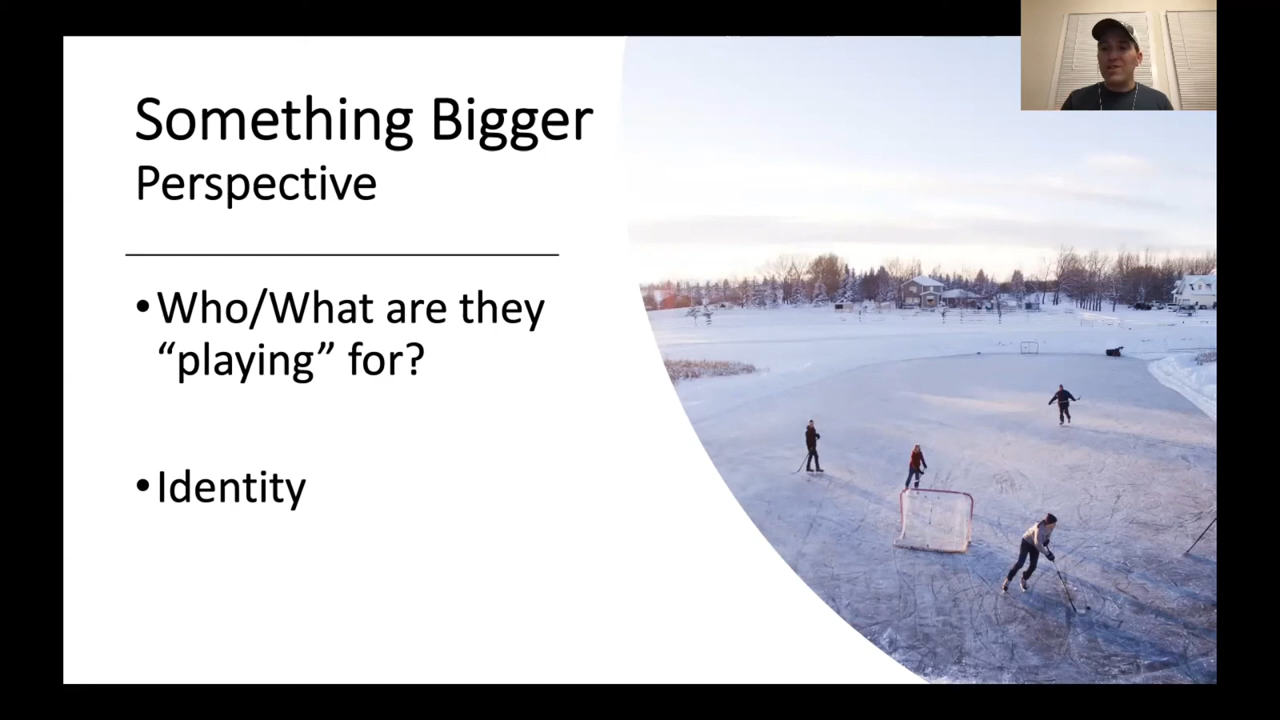 Something Bigger
Perspective
•Who/What are they
“playing” for?
•Identity